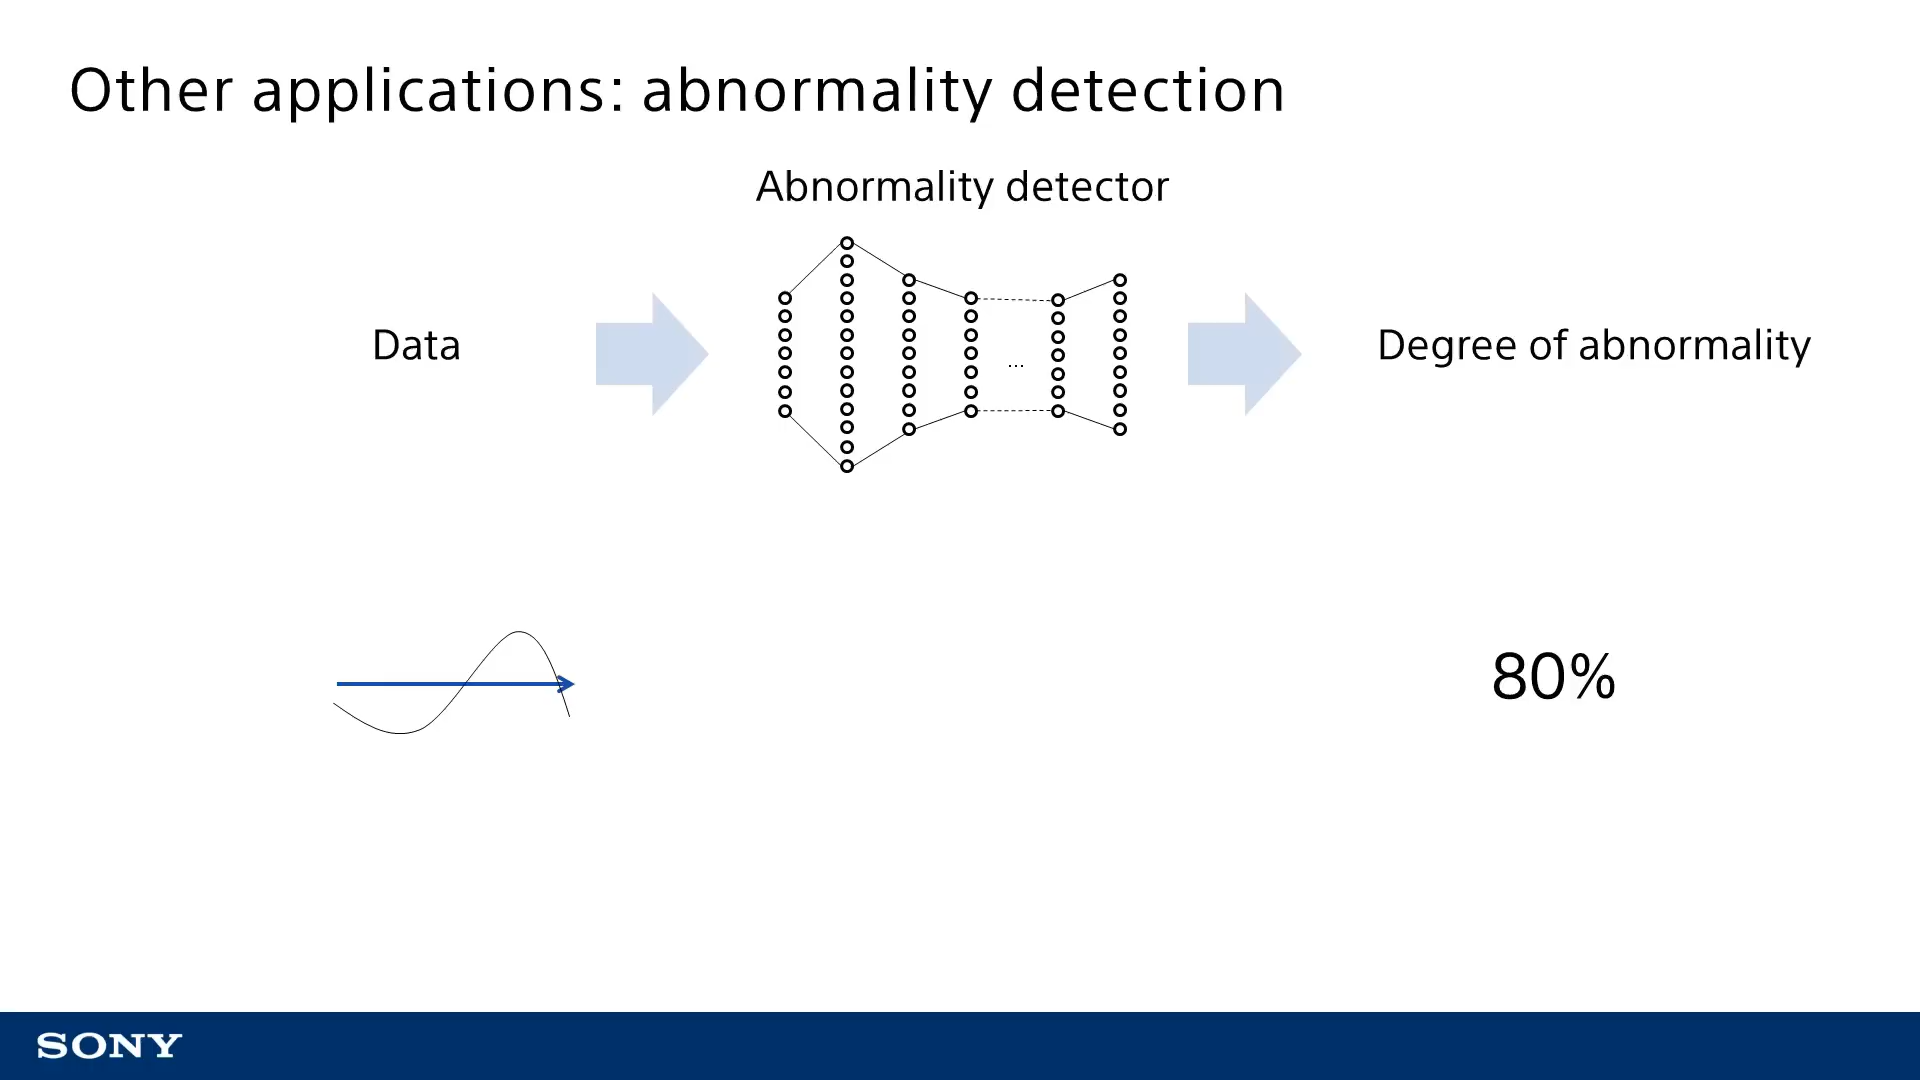 Other applications: abnormality detection
Abnormality detector
Data
...
Degree of abnormality
80%
SONY